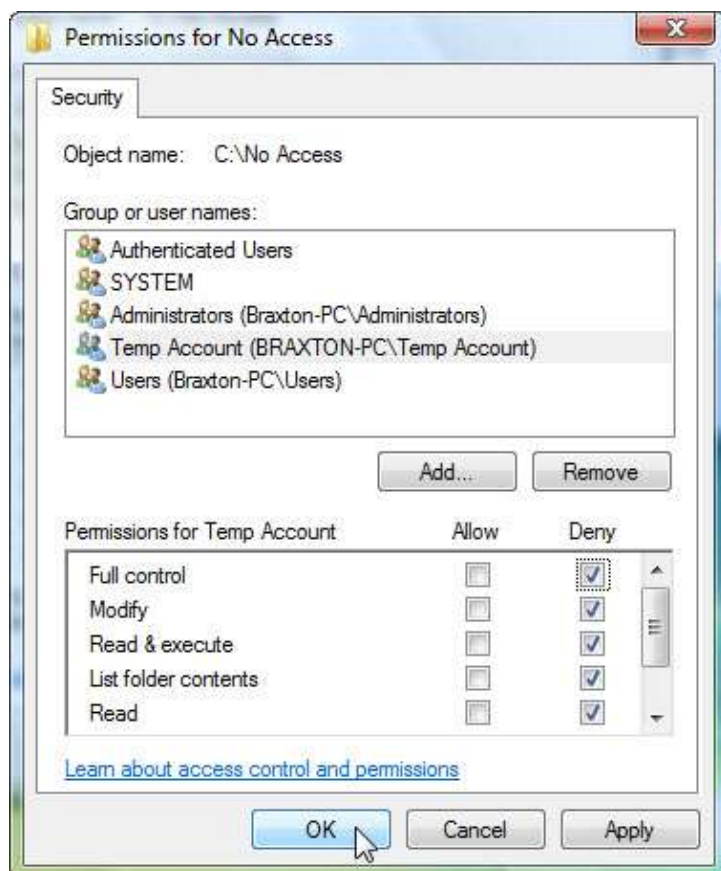 Permissions for No Access
Security
Object name: C:\No Access
Group or user names:
Authenticated Users
SYSTEM
Administrators (Braxton-PC\Administrators)
Temp Account (BRAXTON-PC\Temp Account)
Users (Braxton-PC\Users)
Add... Remove
Permissions for Temp Account Allow Deny
Full control
Modify
Read & execute
List folder contents
Read
Learn about access control and permissions
OK Cancel Apply